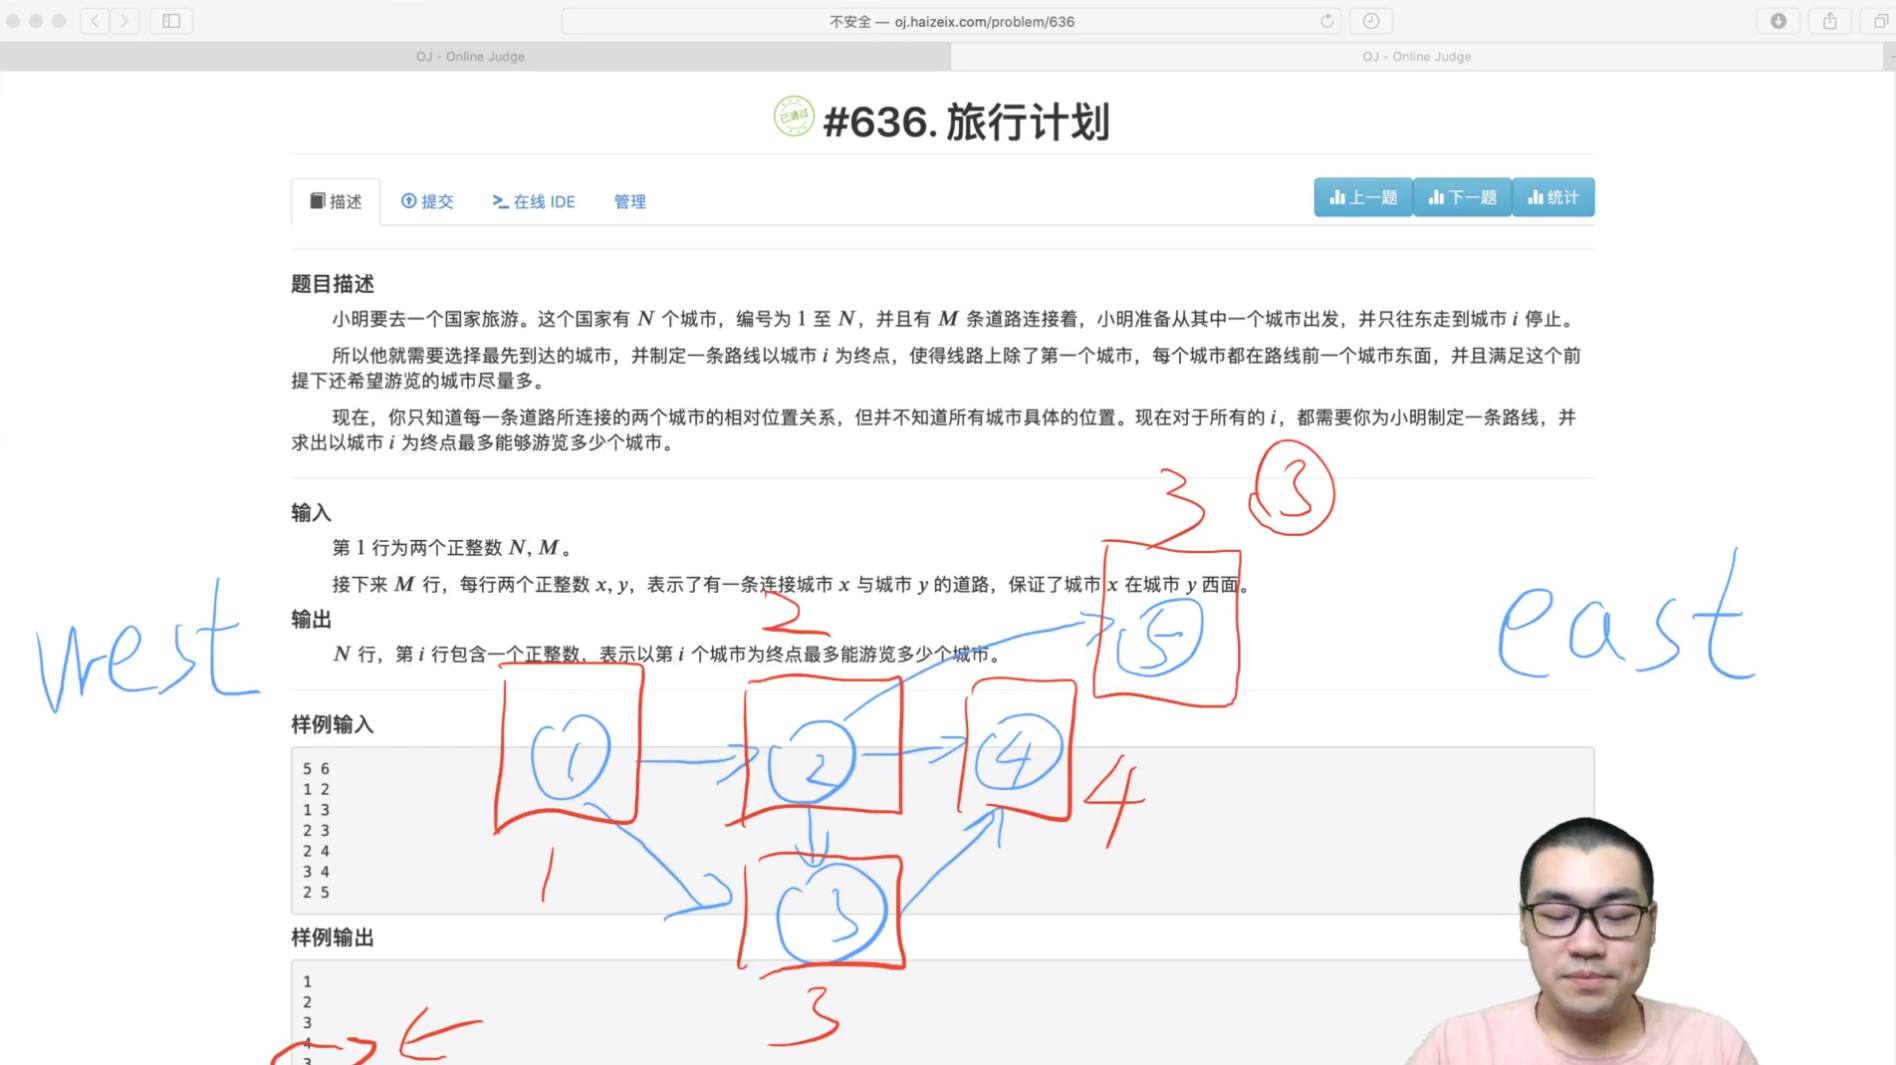 不安全 — oj.haizeix.com/problem/636
OJ - Online Judge
OJ - Online Judge
已通过
#636. 旅行计划
描述
提交
在线 IDE
管理
上一题
下一题
统计
题目描述
小明要去一个国家旅游。这个国家有 N 个城市，编号为 1 至 N，并且有 M 条道路连接着，小明准备从其中一个城市出发，并只往东走到城市 i 停止。
所以他就需要选择最先到达的城市，并制定一条路线以城市 i 为终点，使得线路上除了第一个城市，每个城市都在路线前一个城市东面，并且满足这个前
提下还希望游览的城市尽量多。
现在，你只知道每一条道路所连接的两个城市的相对位置关系，但并不知道所有城市具体的位置。现在对于所有的 i，都需要你为小明制定一条路线，并
求出以城市 i 为终点最多能够游览多少个城市。
3
3
输入
第 1 行为两个正整数 N, M。
接下来 M 行，每行两个正整数 x, y，表示了有一条连接城市 x 与城市 y 的道路，保证了城市 x 在城市 y 西面。
输出
2
5
west
east
N 行，第 i 行包含一个正整数，表示以第 i 个城市为终点最多能游览多少个城市。
样例输入
1
2
4
4
5 6
1 2
1 3
2 3
2 4
3 4
2 5
1
3
样例输出
3
1
2
3
4
3